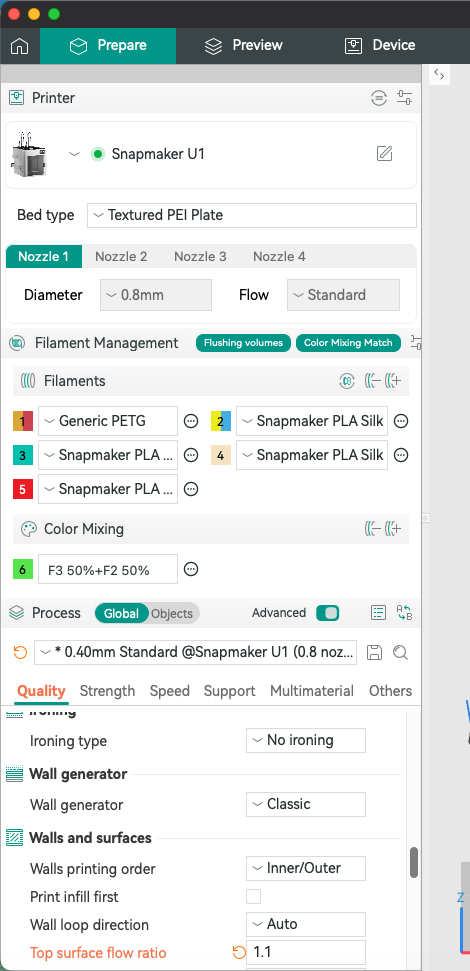 Prepare Preview Device
Printer
Snapmaker U1
Bed type Textured PEI Plate
Nozzle 1 Nozzle 2 Nozzle 3 Nozzle 4
Diameter 0.8mm Flow Standard
Filament Management Flushing volumes Color Mixing Match
Filaments
1 Generic PETG 2 Snapmaker PLA Silk
3 Snapmaker PLA ... 4 Snapmaker PLA Silk
5 Snapmaker PLA ...
Color Mixing
6 F3 50%+F2 50%
Process Global Objects Advanced
* 0.40mm Standard @Snapmaker U1 (0.8 noz...
Quality Strength Speed Support Multimaterial Others
Ironing
Ironing type No ironing
Wall generator
Wall generator Classic
Walls and surfaces
Walls printing order Inner/Outer
Print infill first
Wall loop direction Auto
Top surface flow ratio 1.1
Z